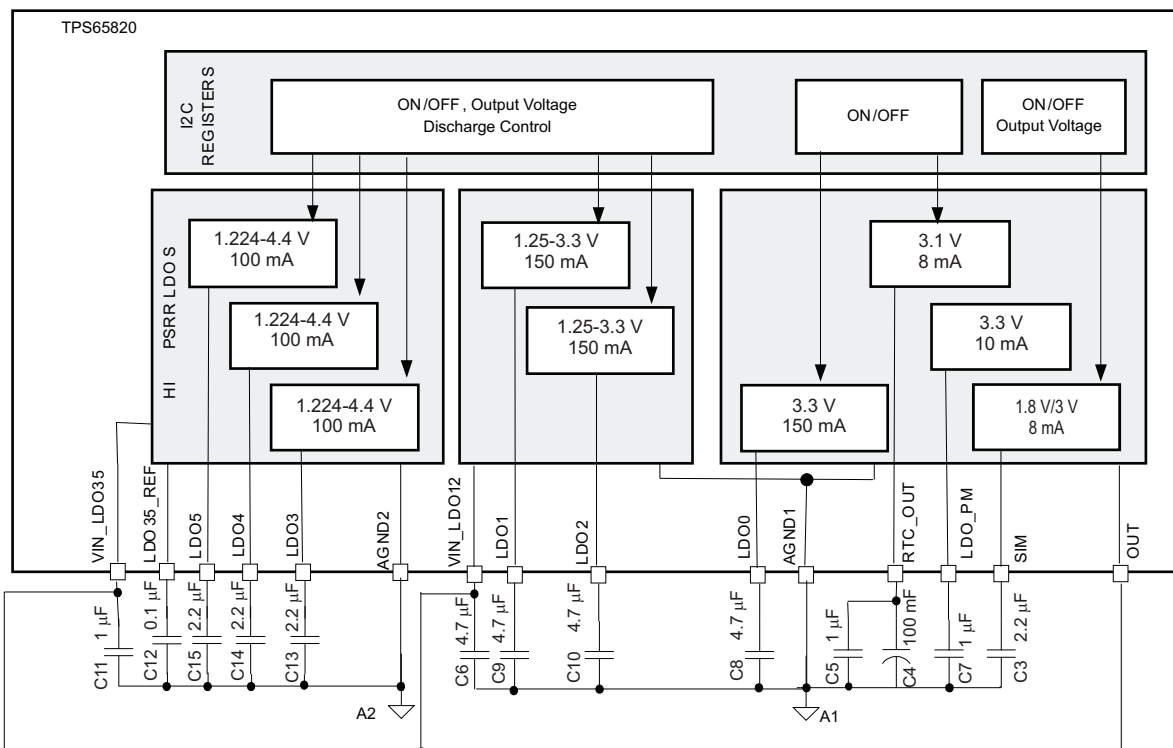 TPS65820
I2C
REGISTERS
ON/OFF, Output Voltage
Discharge Control
ON/OFF
ON/OFF
Output Voltage
HI PSRR LDOS
1.224-4.4 V
100 mA
1.224-4.4 V
100 mA
1.224-4.4 V
100 mA
1.25-3.3 V
150 mA
1.25-3.3 V
150 mA
3.1 V
8 mA
3.3 V
10 mA
3.3 V
150 mA
1.8 V/3 V
8 mA
VIN_LDO35
LDO35_REF
LDO5
LDO4
LDO3
AGND2
VIN_LDO12
LDO1
LDO2
LDO0
AGND1
RTC_OUT
LDO_PM
SIM
OUT
C11 1 μF
C12 0.1 μF
C15 2.2 μF
C14 2.2 μF
C13 2.2 μF
C6 4.7 μF
C9 4.7 μF
C10 4.7 μF
C8 4.7 μF
C5 1 μF
C4 100 mF
C7 1 μF
C3 2.2 μF
A2
A1